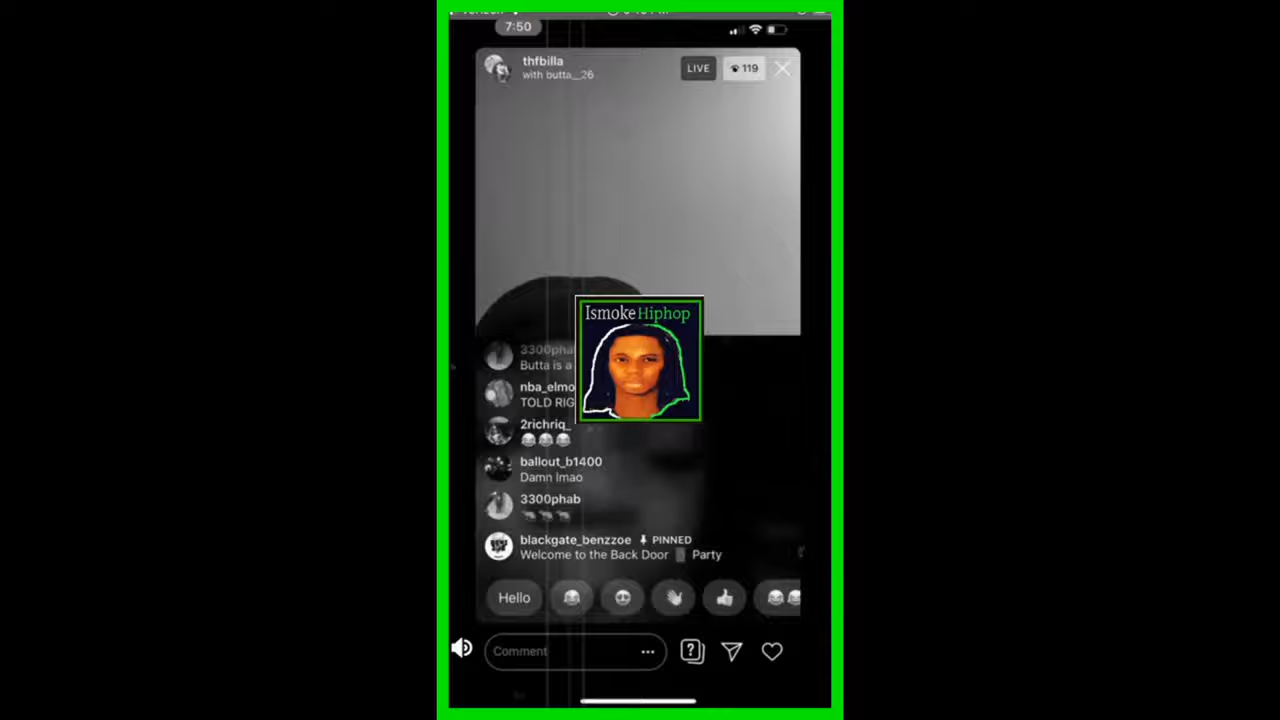 7:50
thfbilla
LIVE
119
with butta__26
Ismoke Hiphop
3300phab
Butta is a
nba_elmo
TOLD RIG
2richriq_
ballout_b1400
Damn lmao
3300phab
blackgate_benzzoe PINNED
Welcome to the Back Door Party
Hello
Comment